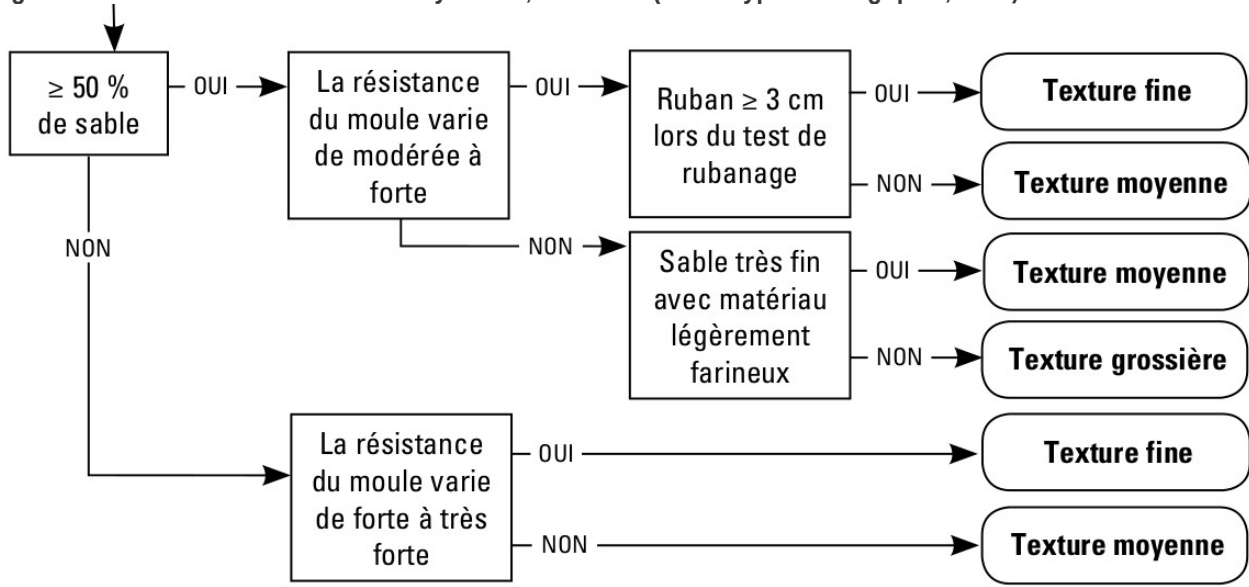 ≥ 50 %
de sable
OUI
La résistance
du moule varie
de modérée à
forte
OUI
Ruban ≥ 3 cm
lors du test de
rubanage
OUI
Texture fine
NON
Texture moyenne
NON
NON
Sable très fin
avec matériau
légèrement
farineux
OUI
Texture moyenne
NON
Texture grossière
La résistance
du moule varie
de forte à très
forte
OUI
Texture fine
NON
Texture moyenne